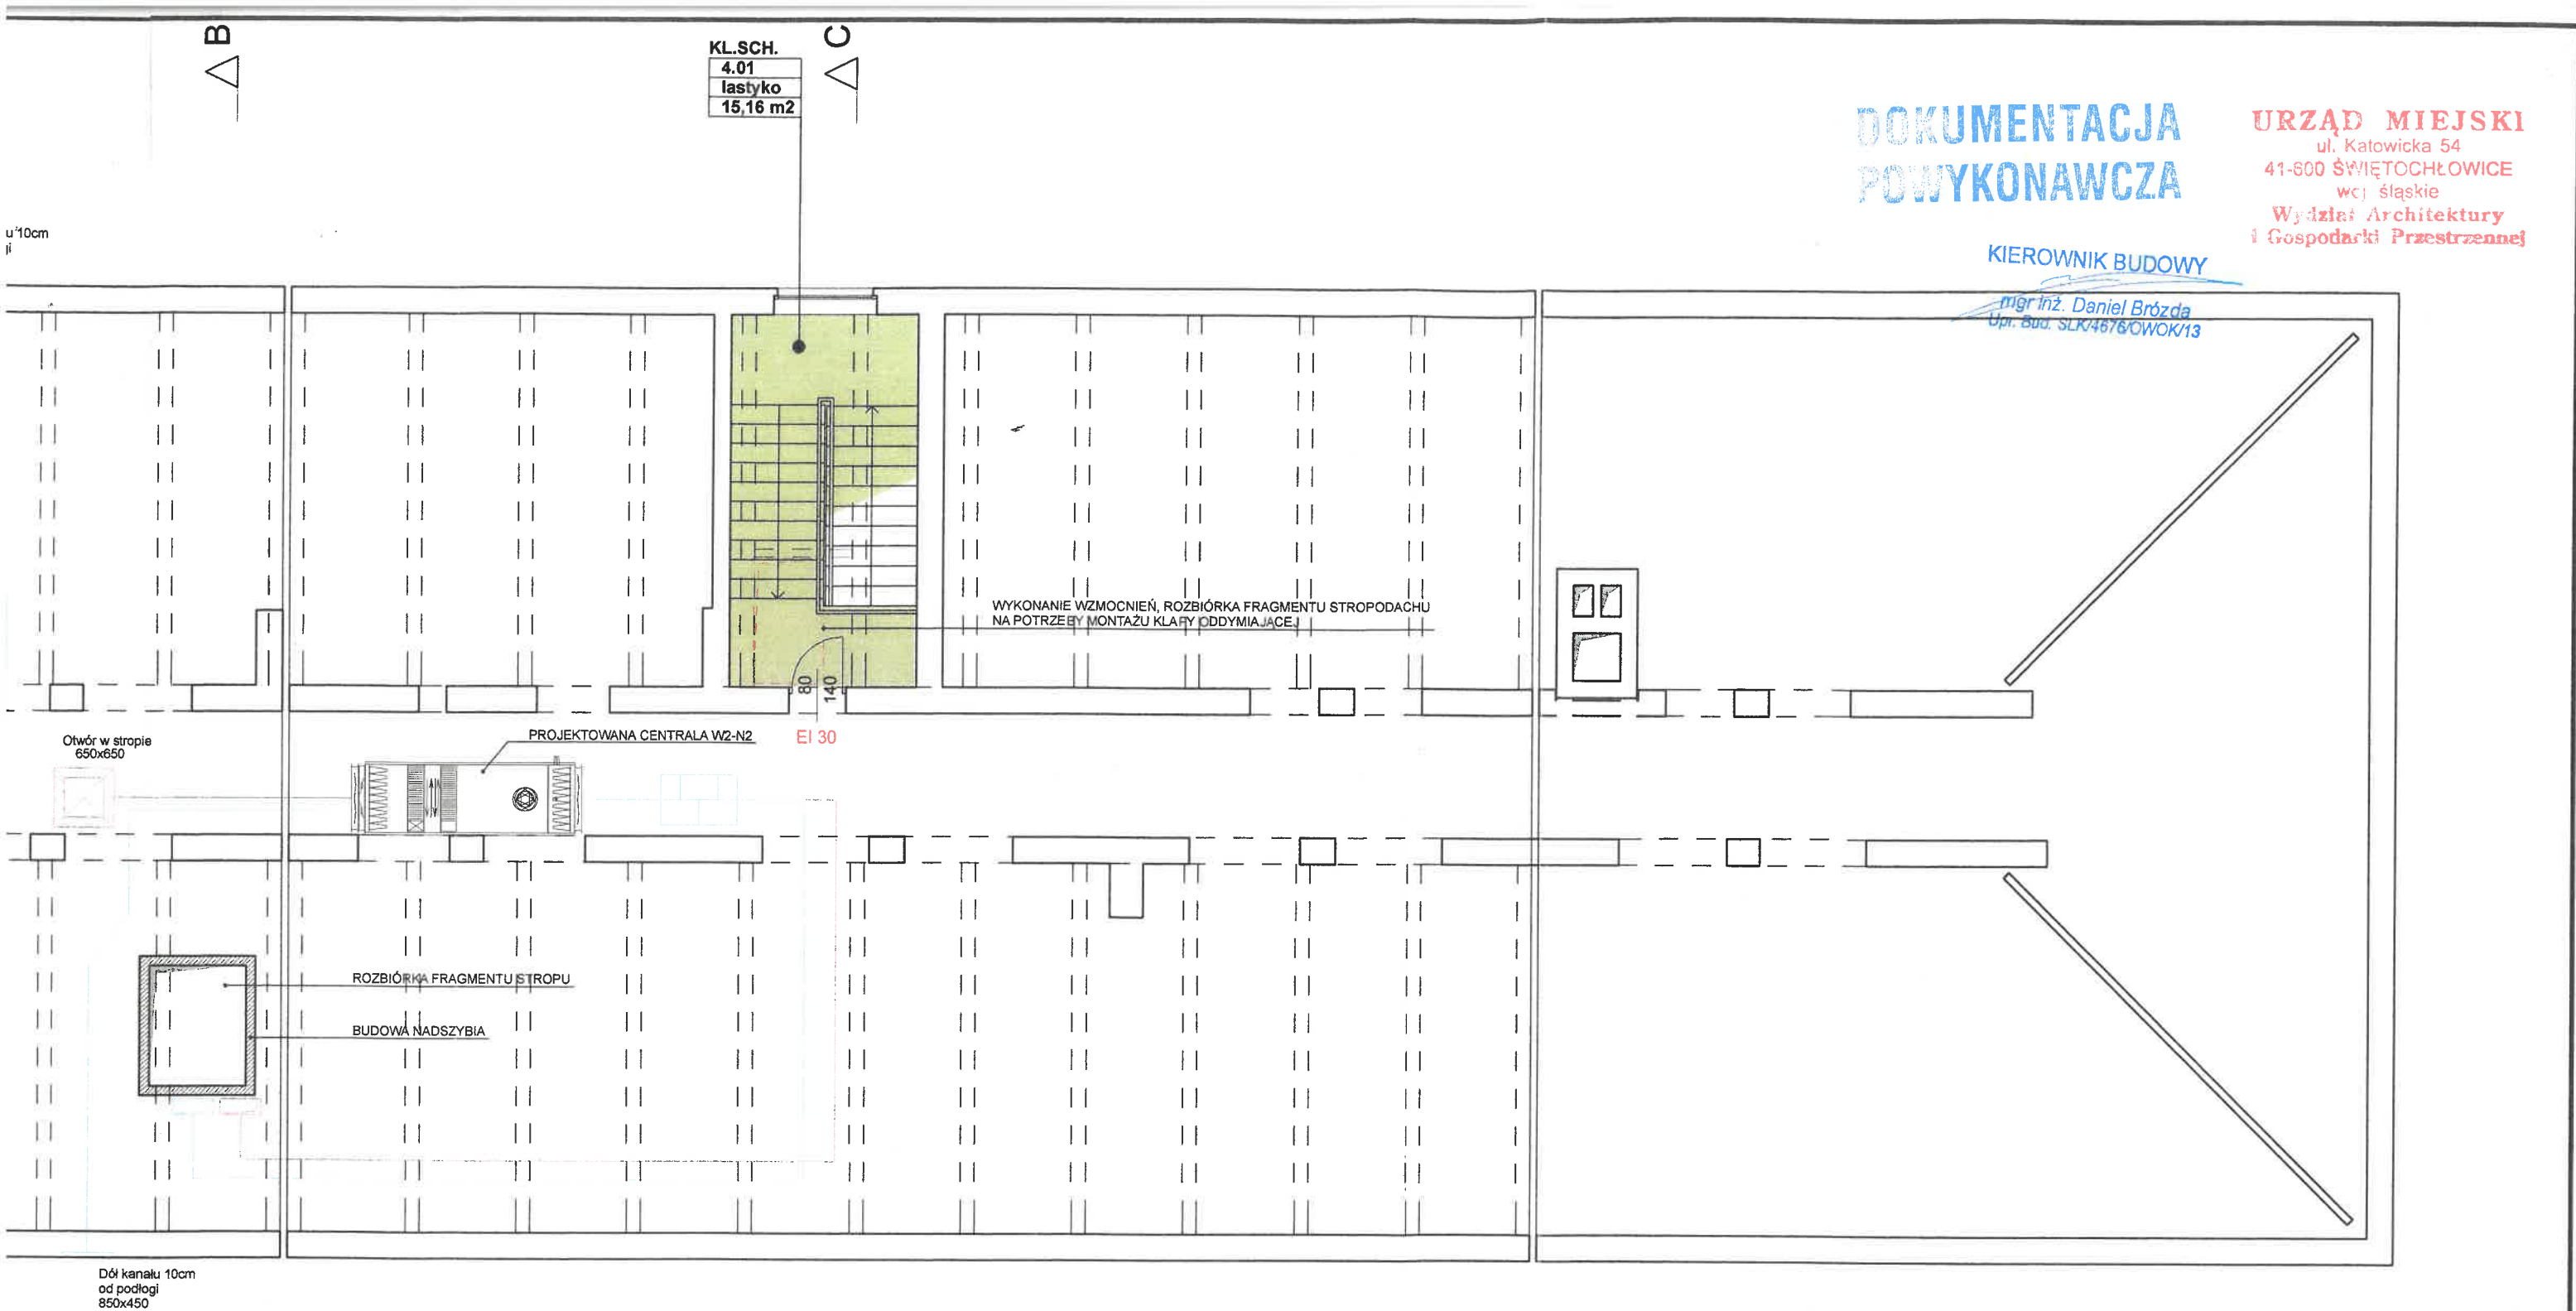 B
C
KL.SCH.
4.01
lastyko
15,16 m2
DOKUMENTACJA
POWYKONAWCZA
URZĄD MIEJSKI
ul. Katowicka 54
41-600 ŚWIĘTOCHŁOWICE
woj śląskie
Wydział Architektury
i Gospodarki Przestrzennej
KIEROWNIK BUDOWY
mgr inż. Daniel Brózda
Upr. Bud. SLK/4676/OWOK/13
u 10cm
WYKONANIE WZMOCNIEŃ, ROZBIÓRKA FRAGMENTU STROPODACHU
NA POTRZEBY MONTAŻU KLAPY ODDYMIAJĄCEJ
80
140
EI 30
Otwór w stropie
650x650
PROJEKTOWANA CENTRALA W2-N2
ROZBIÓRKA FRAGMENTU STROPU
BUDOWA NADSZYBIA
Dół kanału 10cm
od podłogi
850x450